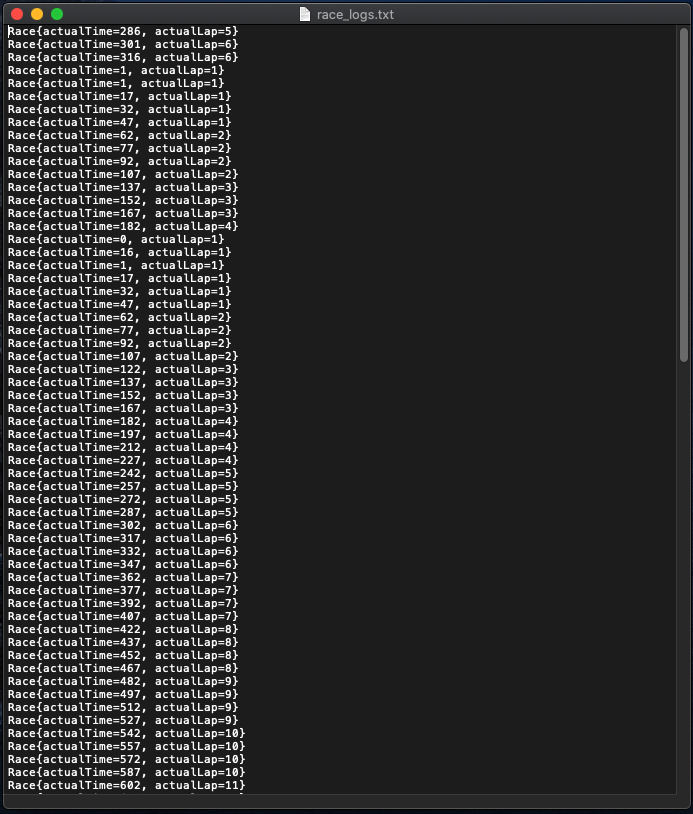 race_logs.txt
Race{actualTime=286, actualLap=5}
Race{actualTime=301, actualLap=6}
Race{actualTime=316, actualLap=6}
Race{actualTime=1, actualLap=1}
Race{actualTime=1, actualLap=1}
Race{actualTime=17, actualLap=1}
Race{actualTime=32, actualLap=1}
Race{actualTime=47, actualLap=1}
Race{actualTime=62, actualLap=2}
Race{actualTime=77, actualLap=2}
Race{actualTime=92, actualLap=2}
Race{actualTime=107, actualLap=2}
Race{actualTime=137, actualLap=3}
Race{actualTime=152, actualLap=3}
Race{actualTime=167, actualLap=3}
Race{actualTime=182, actualLap=4}
Race{actualTime=0, actualLap=1}
Race{actualTime=16, actualLap=1}
Race{actualTime=1, actualLap=1}
Race{actualTime=17, actualLap=1}
Race{actualTime=32, actualLap=1}
Race{actualTime=47, actualLap=1}
Race{actualTime=62, actualLap=2}
Race{actualTime=77, actualLap=2}
Race{actualTime=92, actualLap=2}
Race{actualTime=107, actualLap=2}
Race{actualTime=122, actualLap=3}
Race{actualTime=137, actualLap=3}
Race{actualTime=152, actualLap=3}
Race{actualTime=167, actualLap=3}
Race{actualTime=182, actualLap=4}
Race{actualTime=197, actualLap=4}
Race{actualTime=212, actualLap=4}
Race{actualTime=227, actualLap=4}
Race{actualTime=242, actualLap=5}
Race{actualTime=257, actualLap=5}
Race{actualTime=272, actualLap=5}
Race{actualTime=287, actualLap=5}
Race{actualTime=302, actualLap=6}
Race{actualTime=317, actualLap=6}
Race{actualTime=332, actualLap=6}
Race{actualTime=347, actualLap=6}
Race{actualTime=362, actualLap=7}
Race{actualTime=377, actualLap=7}
Race{actualTime=392, actualLap=7}
Race{actualTime=407, actualLap=7}
Race{actualTime=422, actualLap=8}
Race{actualTime=437, actualLap=8}
Race{actualTime=452, actualLap=8}
Race{actualTime=467, actualLap=8}
Race{actualTime=482, actualLap=9}
Race{actualTime=497, actualLap=9}
Race{actualTime=512, actualLap=9}
Race{actualTime=527, actualLap=9}
Race{actualTime=542, actualLap=10}
Race{actualTime=557, actualLap=10}
Race{actualTime=572, actualLap=10}
Race{actualTime=587, actualLap=10}
Race{actualTime=602, actualLap=11}